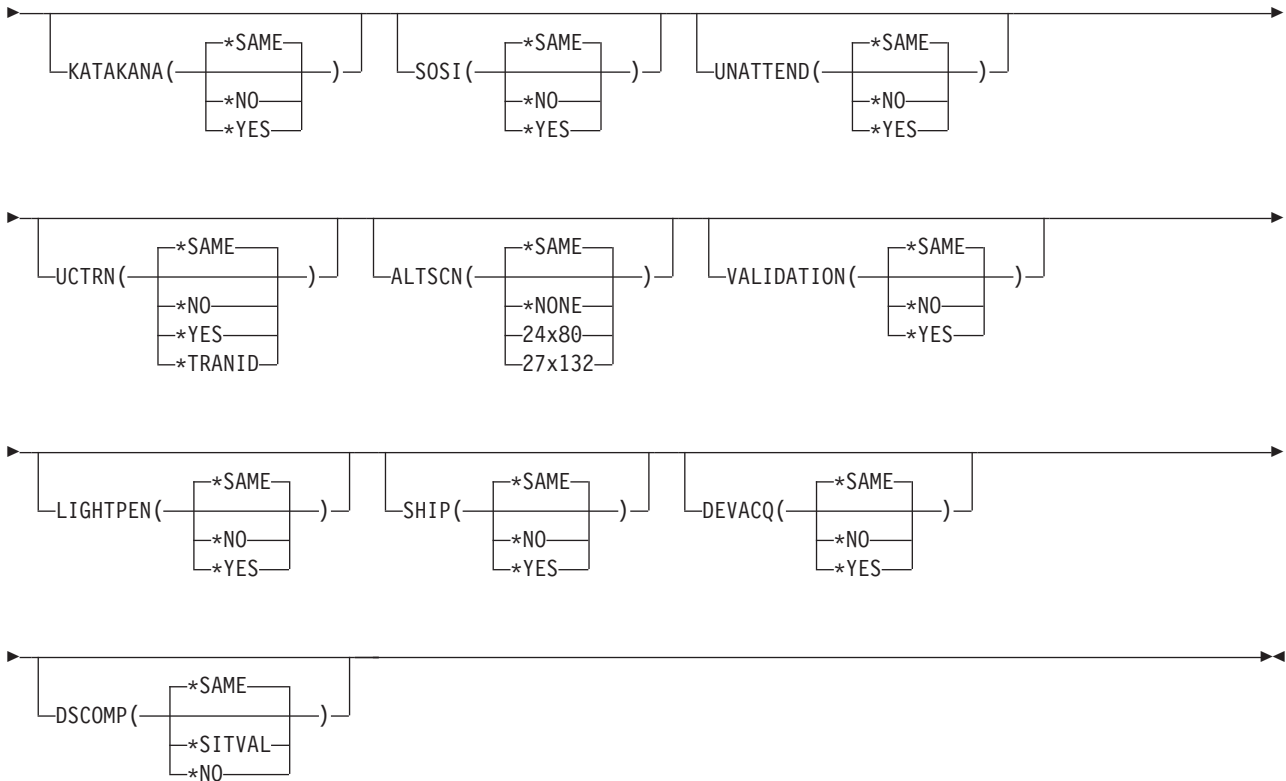 *SAME *SAME *SAME
KATAKANA( ) SOSI( ) UNATTEND( )
*NO *NO *NO
*YES *YES *YES
*SAME *SAME *SAME
UCTRN( ) ALTSCN( ) VALIDATION( )
*NO *NONE *NO
*YES 24x80 *YES
*TRANID 27x132
*SAME *SAME *SAME
LIGHTPEN( ) SHIP( ) DEVACQ( )
*NO *NO *NO
*YES *YES *YES
*SAME
DSCOMP( )
*SITVAL
*NO